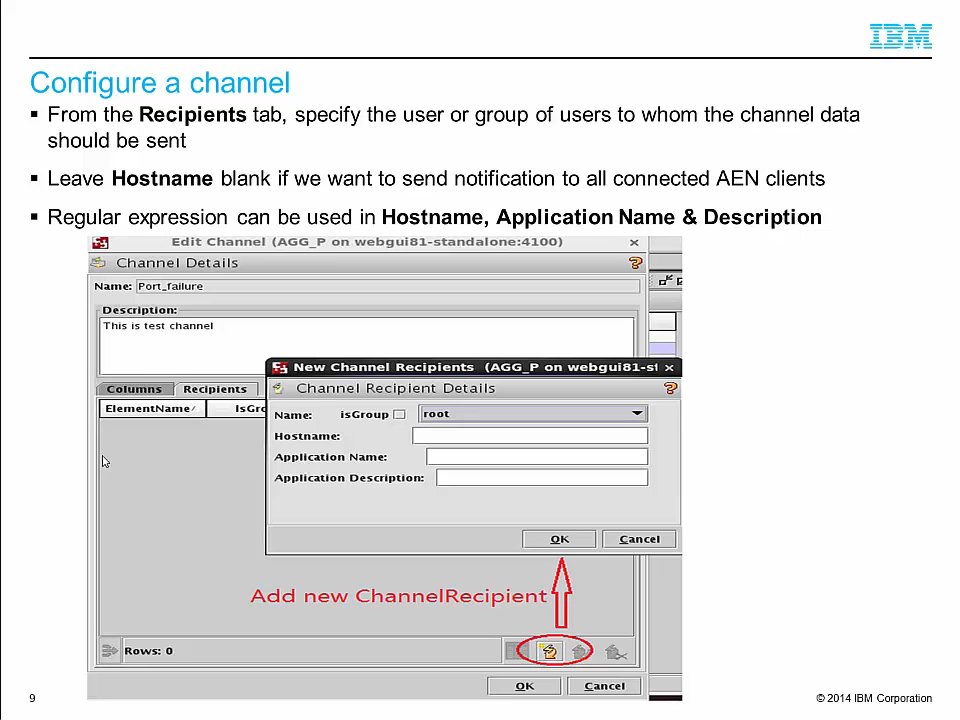 IBM
Configure a channel
▪ From the Recipients tab, specify the user or group of users to whom the channel data
should be sent
▪ Leave Hostname blank if we want to send notification to all connected AEN clients
▪ Regular expression can be used in Hostname, Application Name & Description
Edit Channel (AGG_P on webgui81-standalone:4100)
Channel Details
Name: Port_failure
Description:
This is test channel
New Channel Recipients (AGG_P on webgui81-st
Channel Recipient Details
Columns Recipients
ElementName IsGro
Name: isGroup root
Hostname:
Application Name:
Application Description:
OK Cancel
Add new ChannelRecipient
Rows: 0
OK Cancel
9
© 2014 IBM Corporation